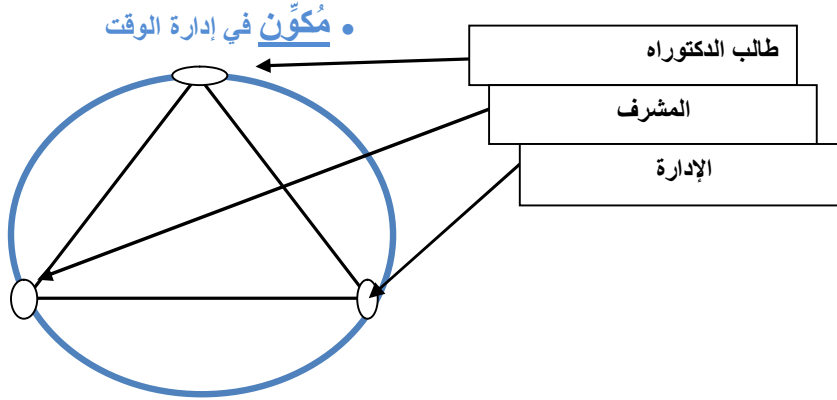 • مُكوِّن في إدارة الوقت
طالب الدكتوراه
المشرف
الإدارة